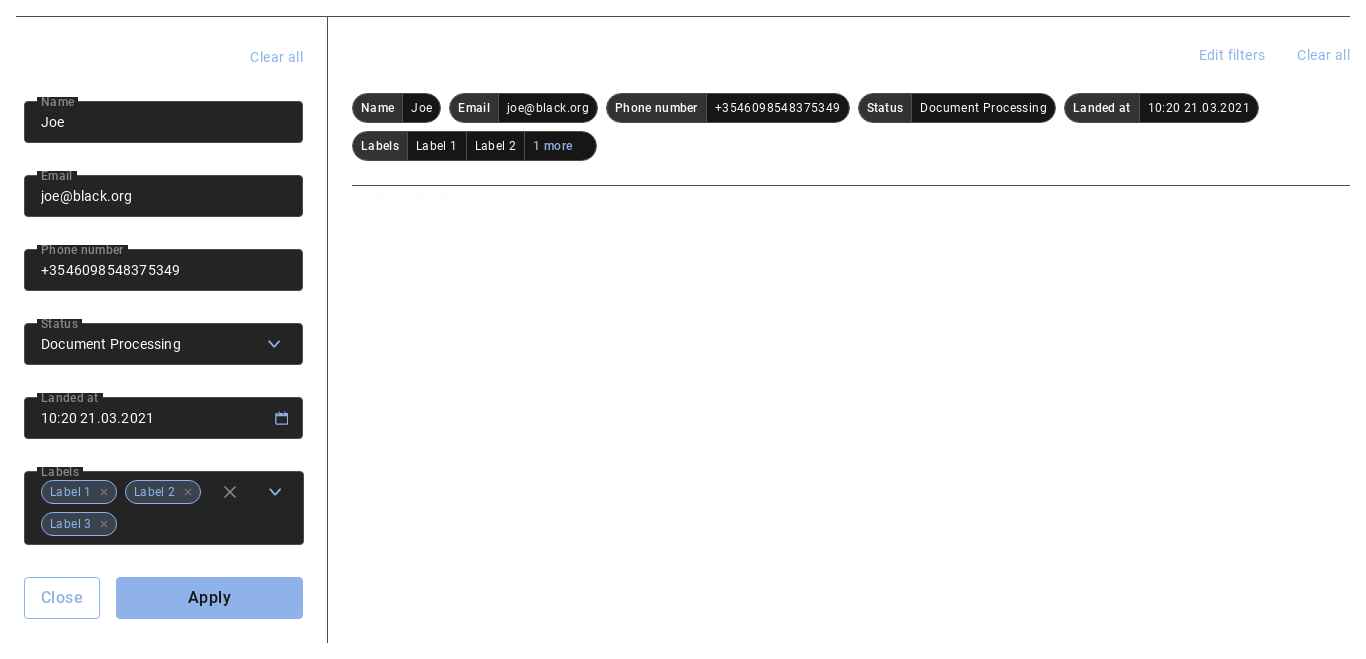 Clear all
Name
Joe
Email
joe@black.org
Phone number
+3546098548375349
Status
Document Processing
Landed at
10:20 21.03.2021
Labels
Label 1 Label 2
Label 3
Close Apply
Edit filters Clear all
Name Joe Email joe@black.org Phone number +3546098548375349 Status Document Processing Landed at 10:20 21.03.2021
Labels Label 1 Label 2 1 more